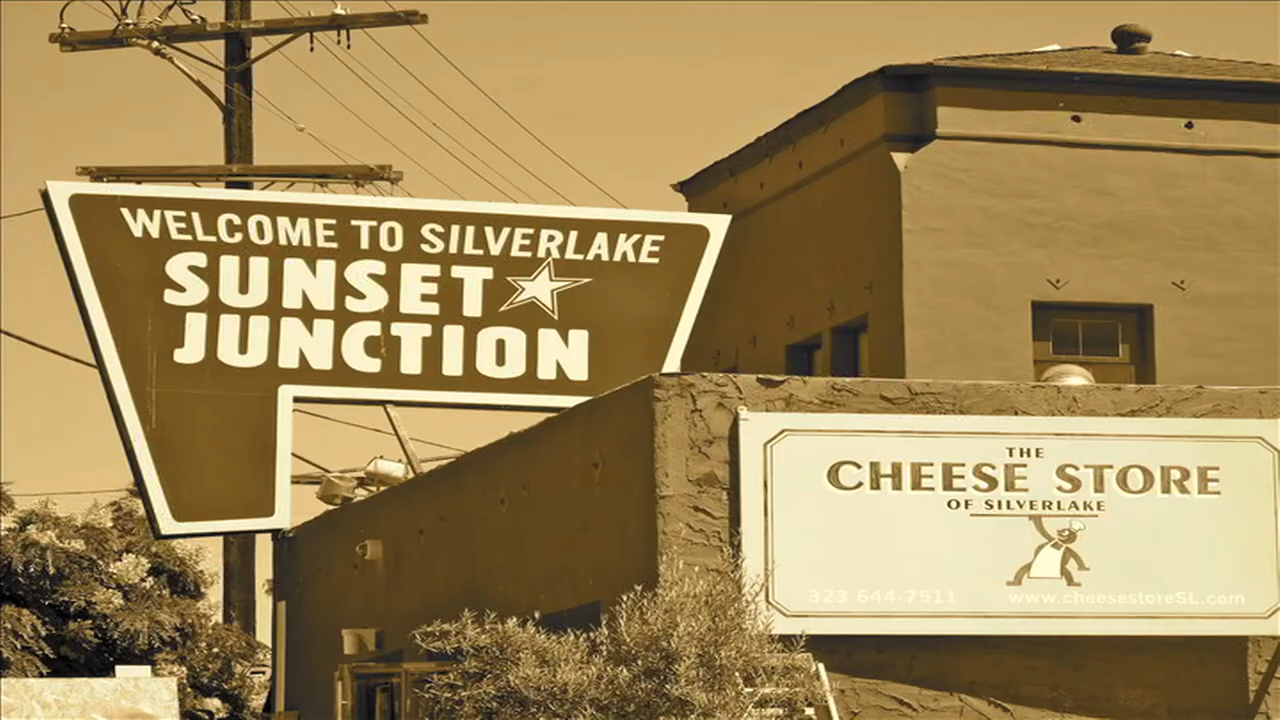 WELCOME TO SILVERLAKE
SUNSET
JUNCTION
THE
CHEESE STORE
OF SILVERLAKE
323 644-7511 www.cheesestoreSL.com